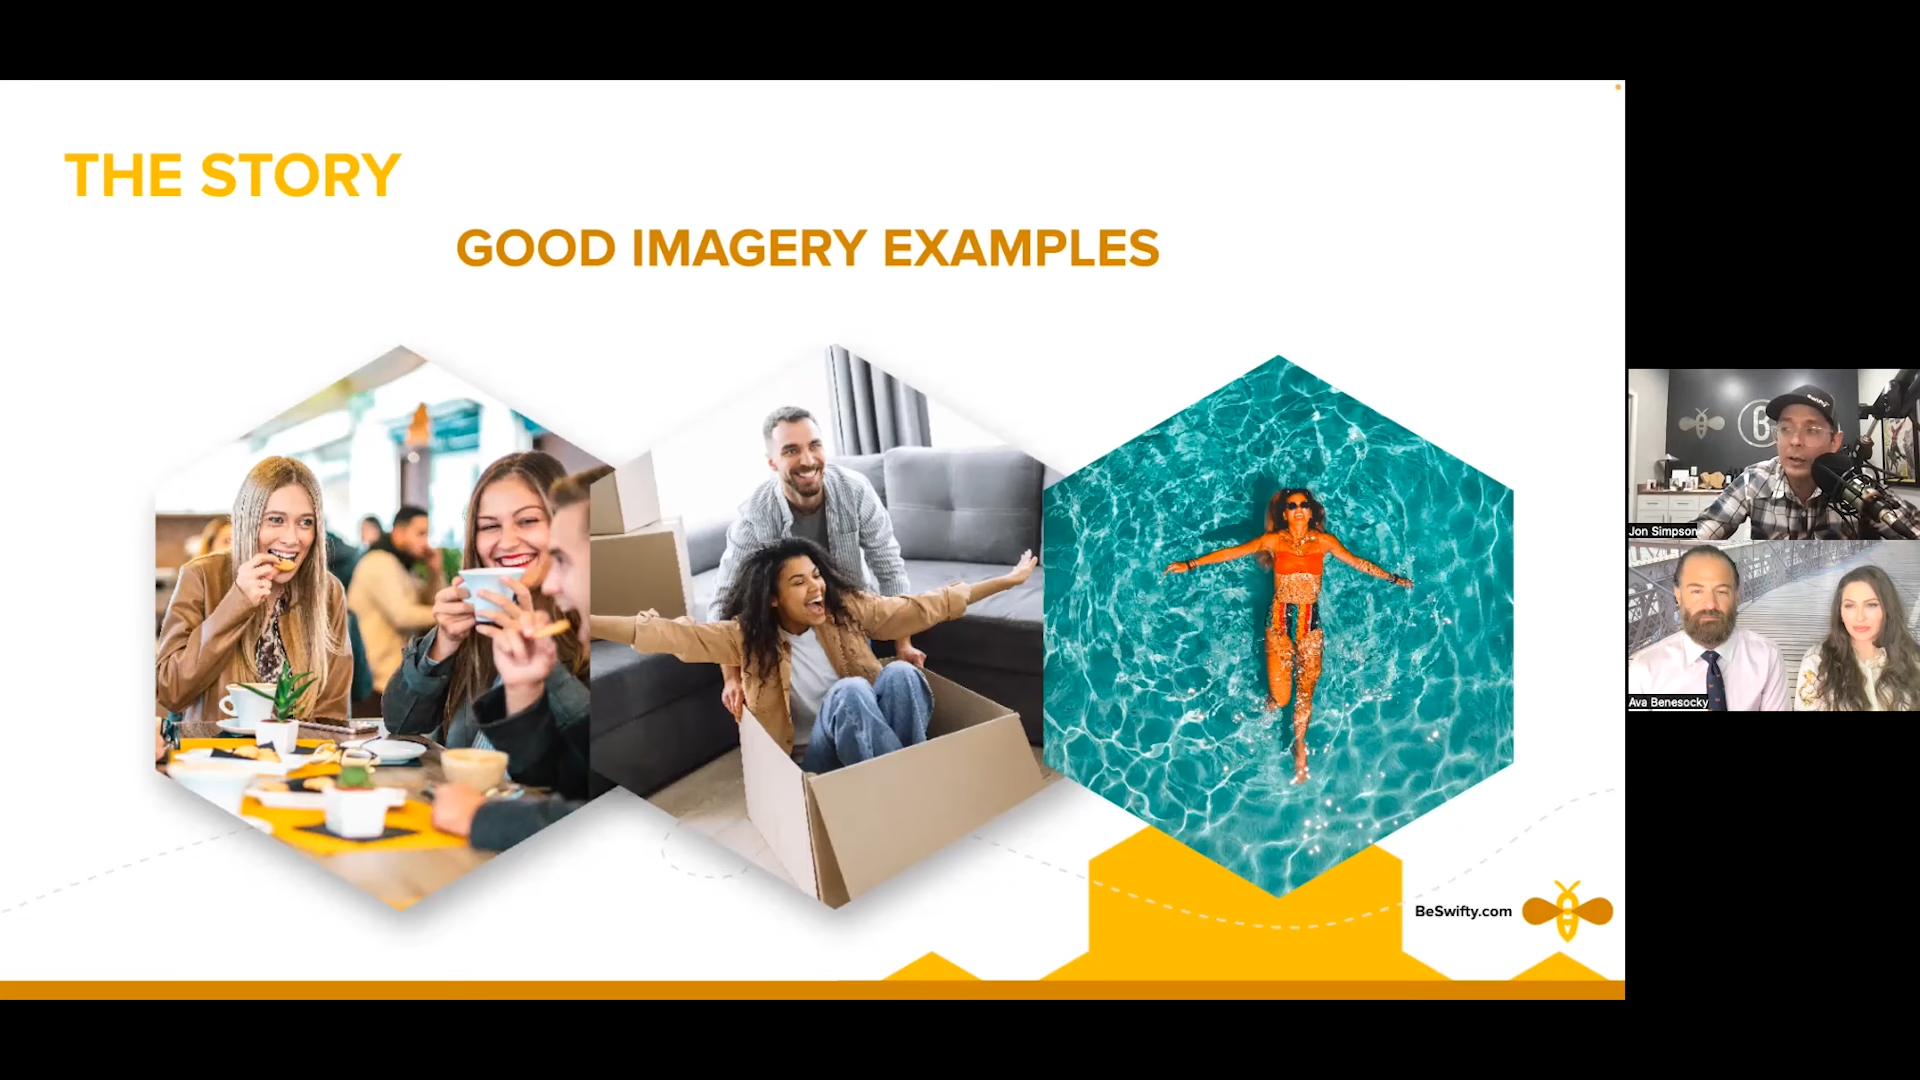 THE STORY
GOOD IMAGERY EXAMPLES
BeSwifty.com
Jon Simpson
Ava Benesocky